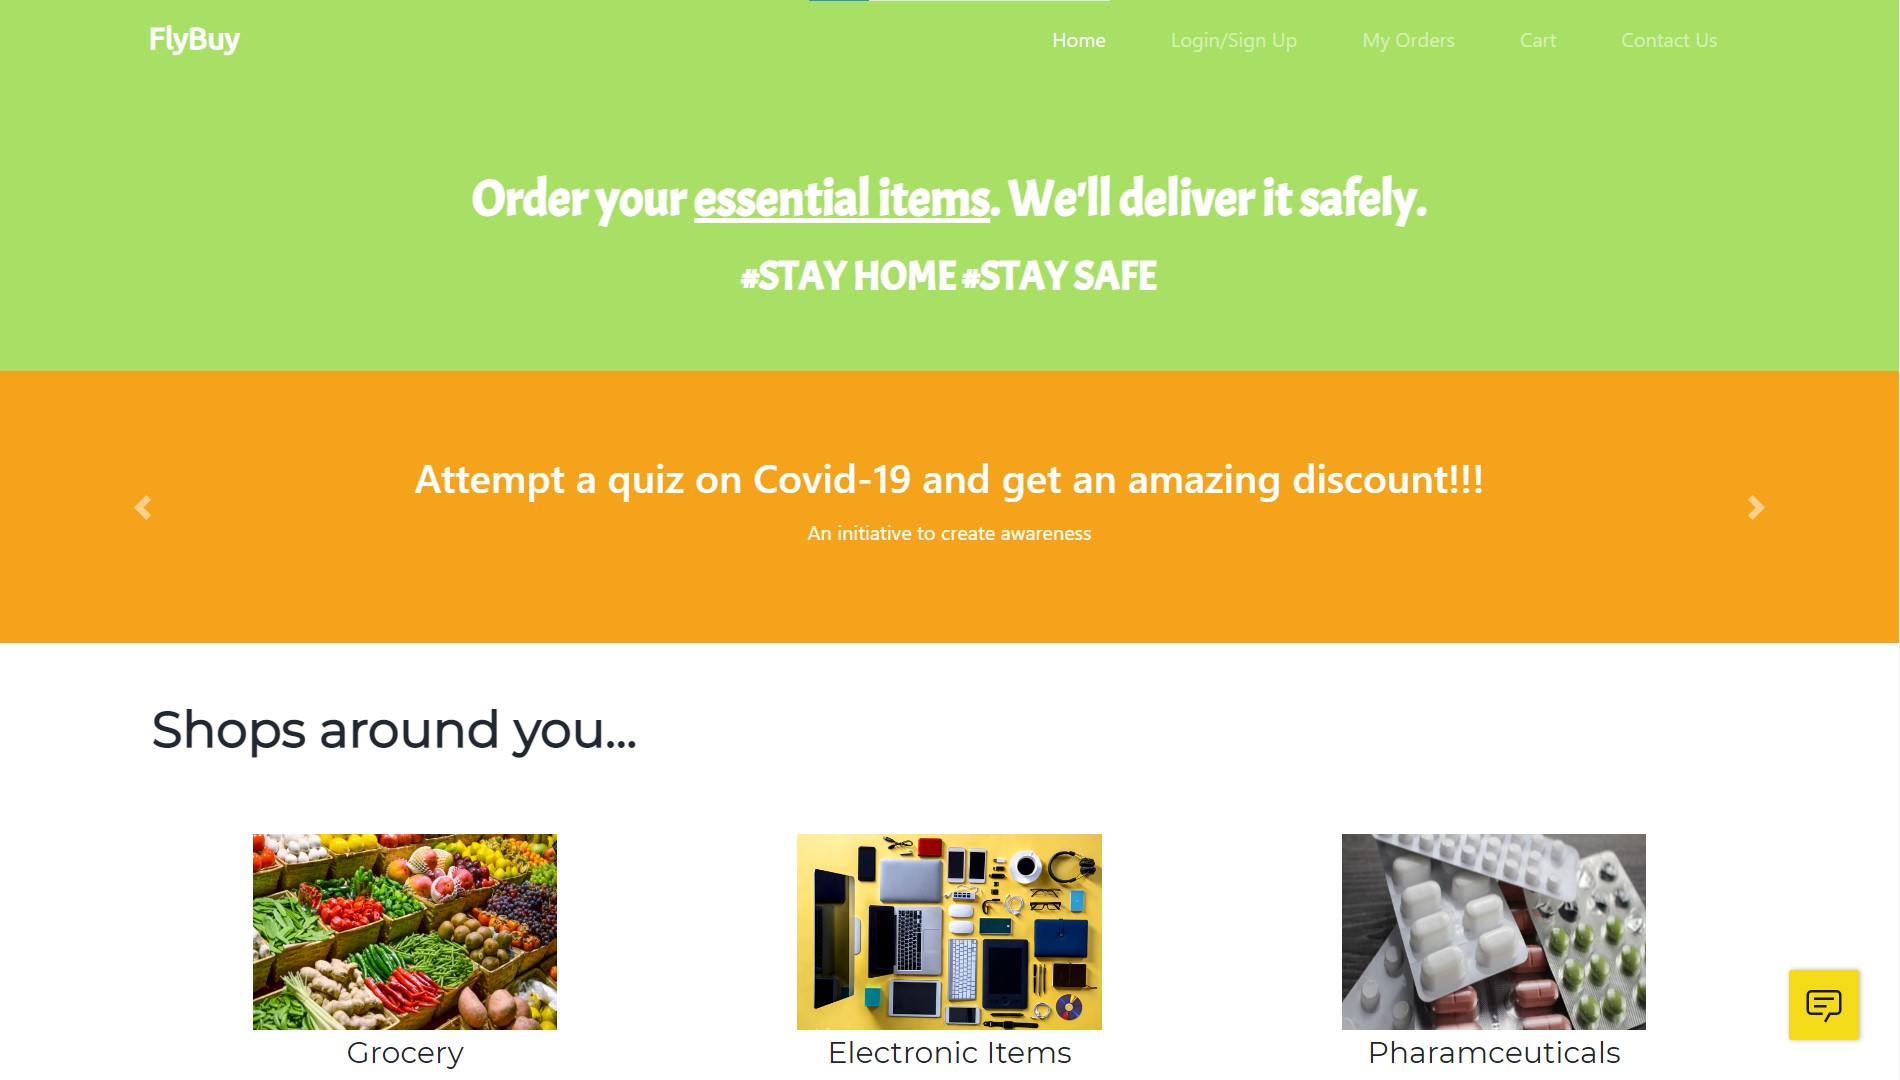 FlyBuy
Home Login/Sign Up My Orders Cart Contact Us
Order your essential items. We'll deliver it safely.
#STAY HOME #STAY SAFE
Attempt a quiz on Covid-19 and get an amazing discount!!!
An initiative to create awareness
Shops around you...
Grocery Electronic Items Pharamceuticals